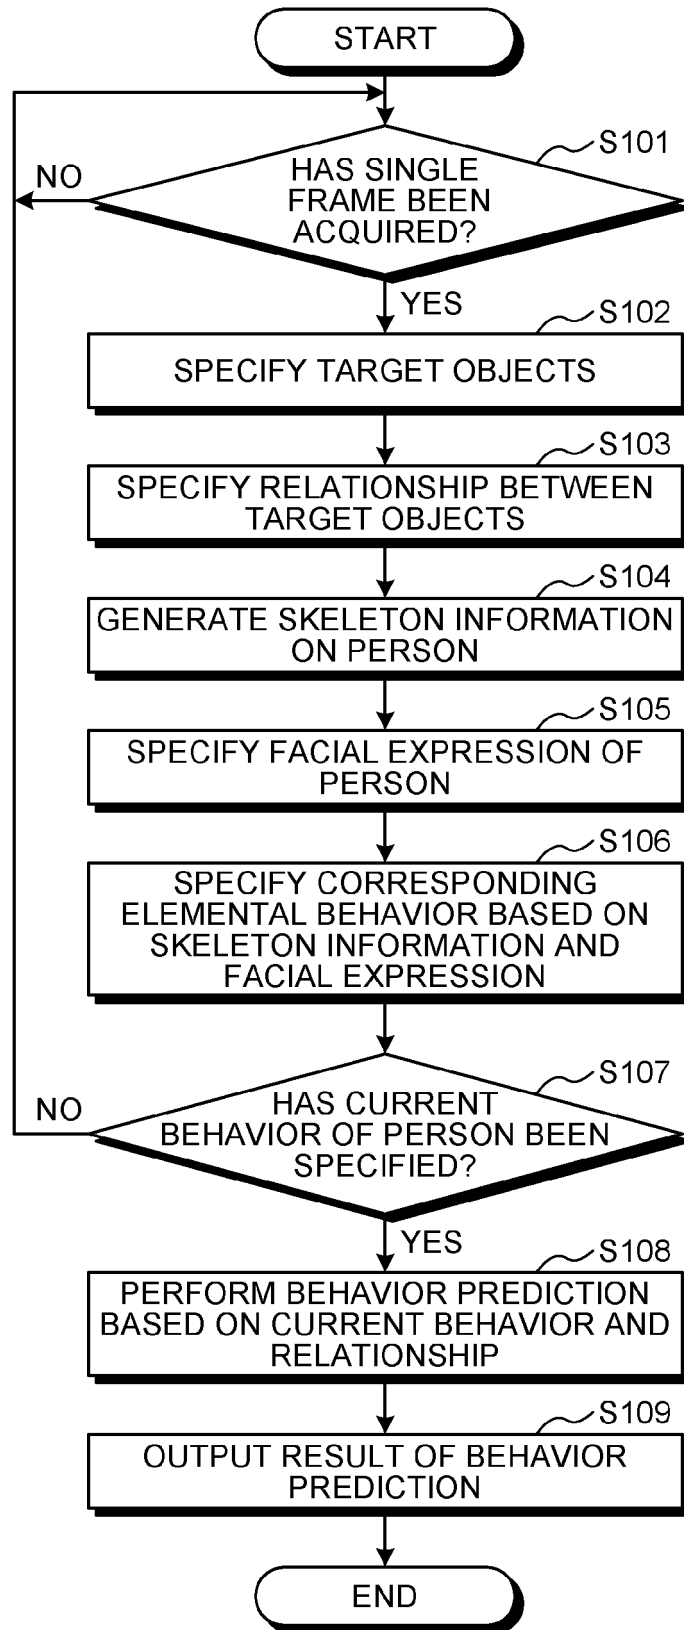 START
S101
HAS SINGLE
FRAME BEEN
ACQUIRED?
NO
YES
S102
SPECIFY TARGET OBJECTS
S103
SPECIFY RELATIONSHIP BETWEEN
TARGET OBJECTS
S104
GENERATE SKELETON INFORMATION
ON PERSON
S105
SPECIFY FACIAL EXPRESSION OF
PERSON
S106
SPECIFY CORRESPONDING
ELEMENTAL BEHAVIOR BASED ON
SKELETON INFORMATION AND
FACIAL EXPRESSION
S107
NO
HAS CURRENT
BEHAVIOR OF PERSON BEEN
SPECIFIED?
YES
S108
PERFORM BEHAVIOR PREDICTION
BASED ON CURRENT BEHAVIOR AND
RELATIONSHIP
S109
OUTPUT RESULT OF BEHAVIOR
PREDICTION
END